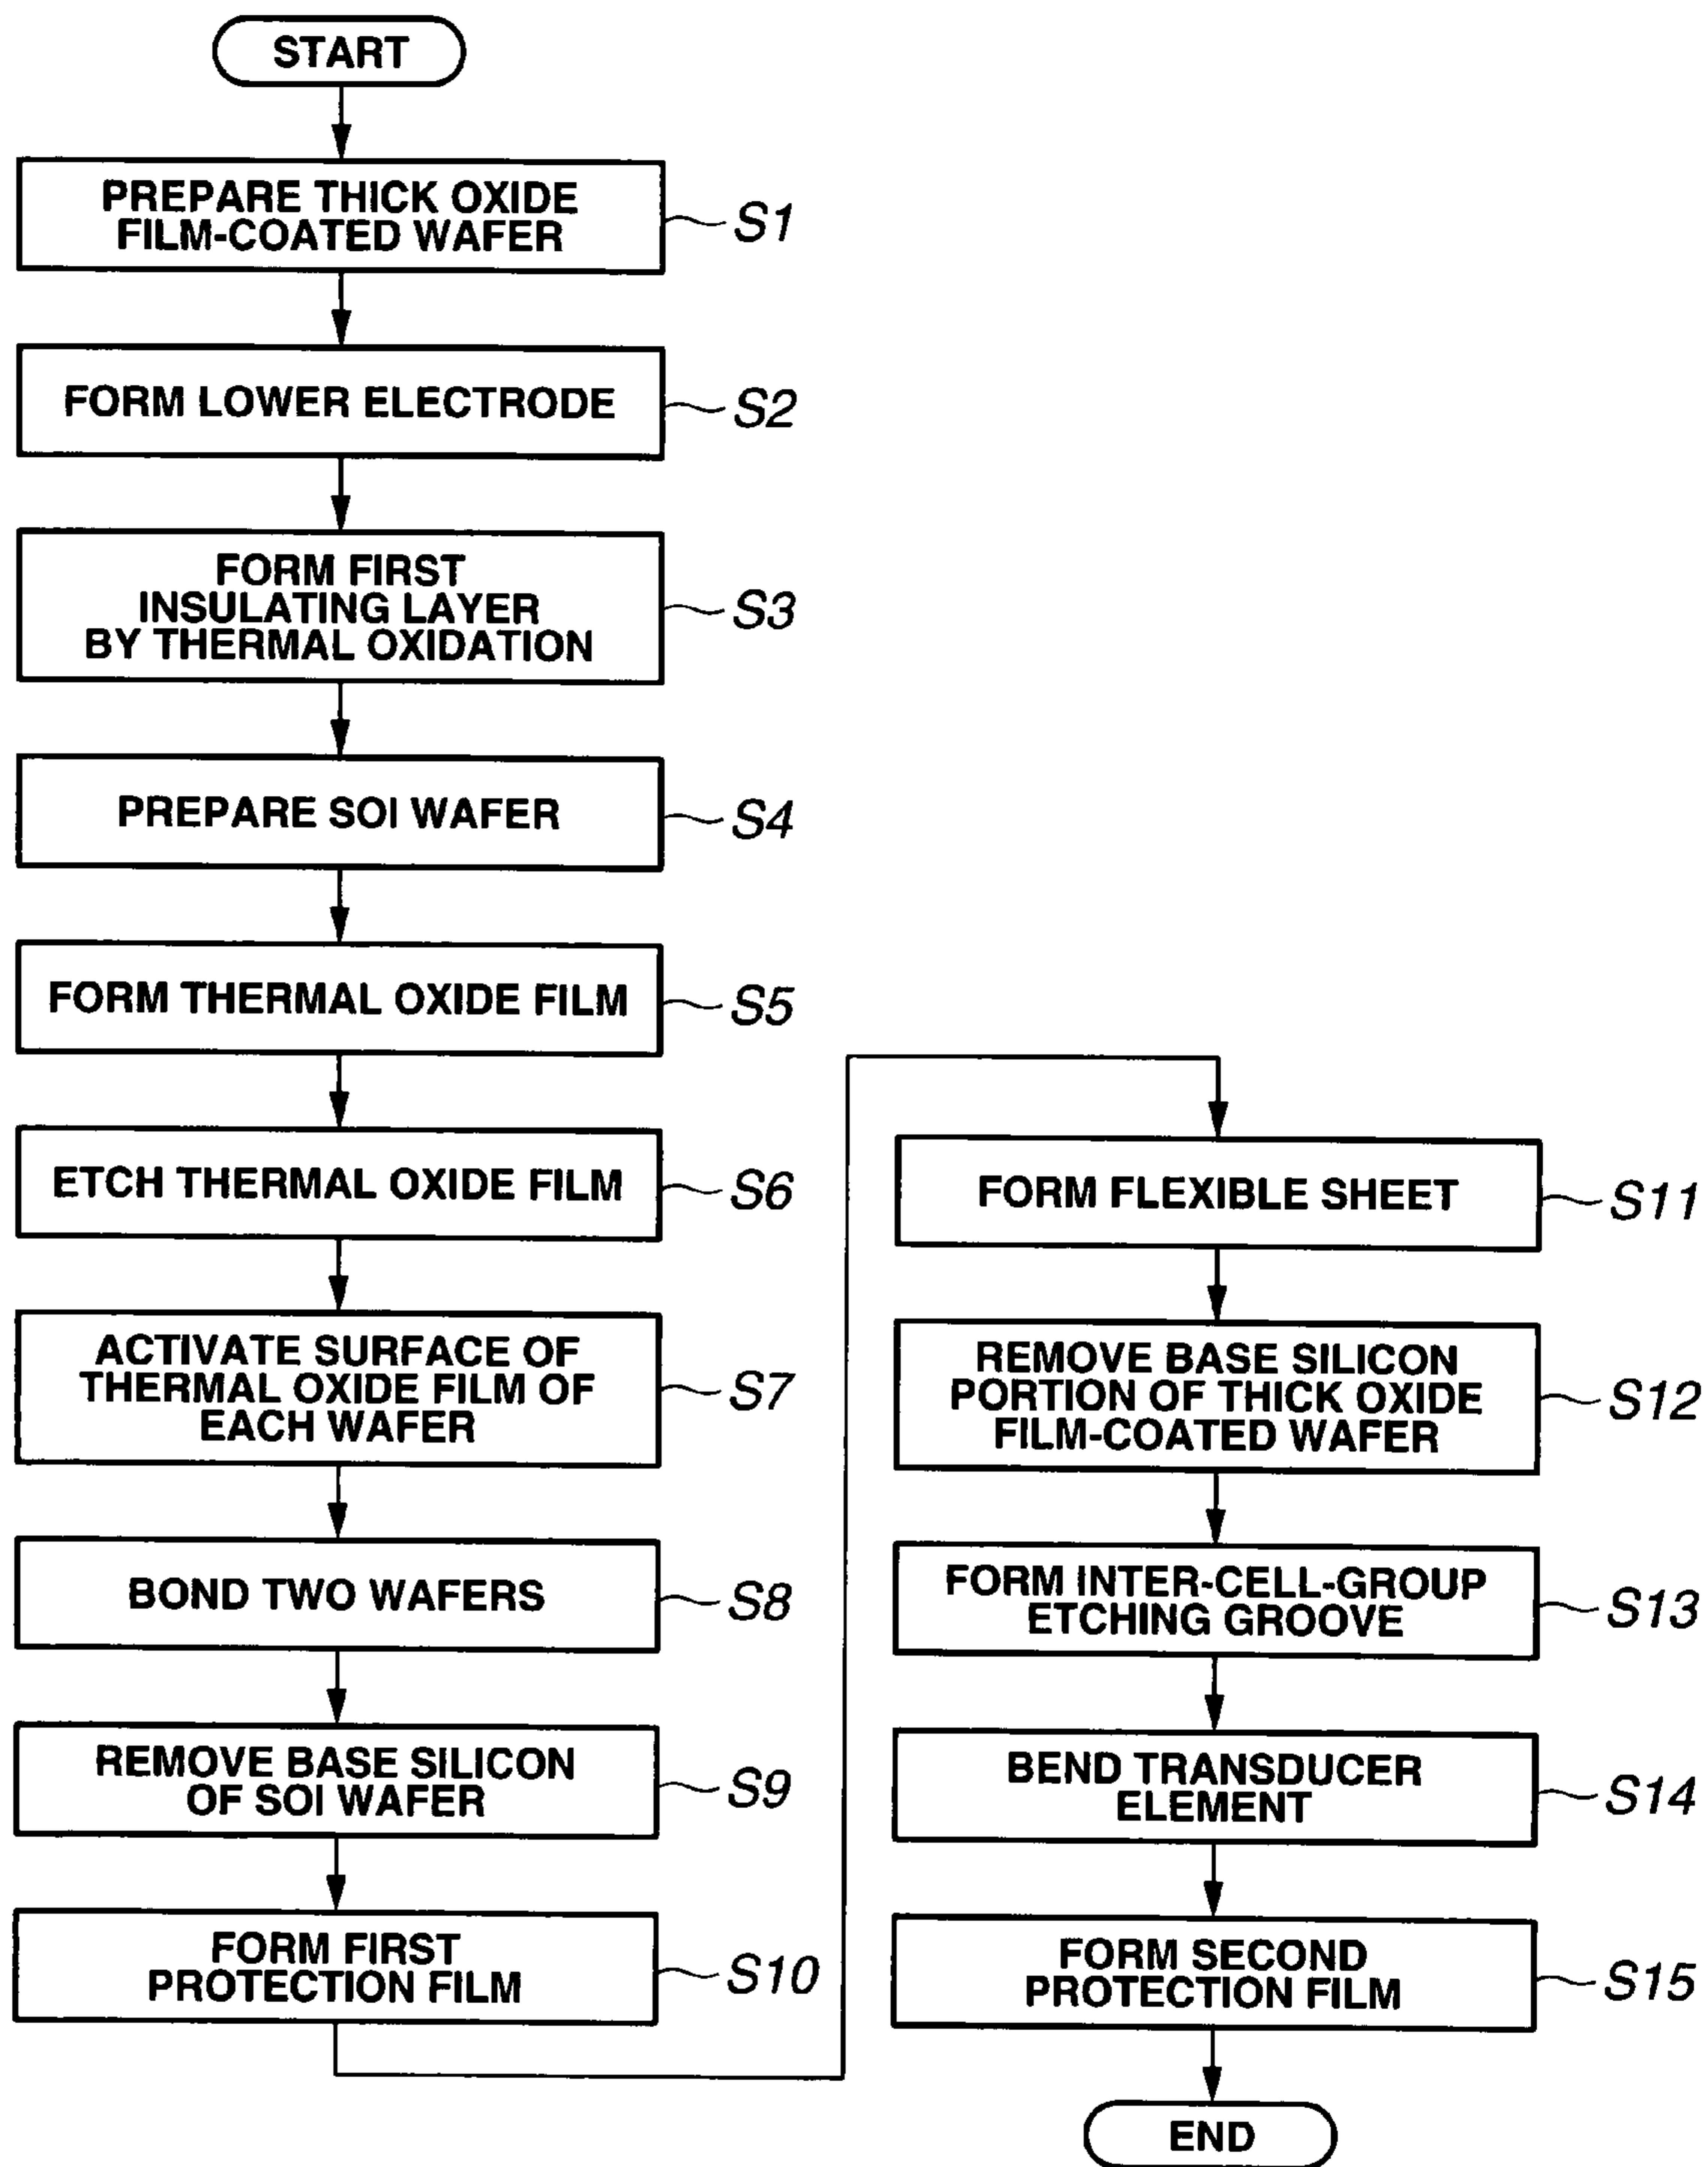 START
PREPARE THICK OXIDE
FILM-COATED WAFER
S1
FORM LOWER ELECTRODE
S2
FORM FIRST
INSULATING LAYER
BY THERMAL OXIDATION
S3
PREPARE SOI WAFER
S4
FORM THERMAL OXIDE FILM
S5
ETCH THERMAL OXIDE FILM
S6
ACTIVATE SURFACE OF
THERMAL OXIDE FILM OF
EACH WAFER
S7
BOND TWO WAFERS
S8
REMOVE BASE SILICON
OF SOI WAFER
S9
FORM FIRST
PROTECTION FILM
S10
FORM FLEXIBLE SHEET
S11
REMOVE BASE SILICON
PORTION OF THICK OXIDE
FILM-COATED WAFER
S12
FORM INTER-CELL-GROUP
ETCHING GROOVE
S13
BEND TRANSDUCER
ELEMENT
S14
FORM SECOND
PROTECTION FILM
S15
END